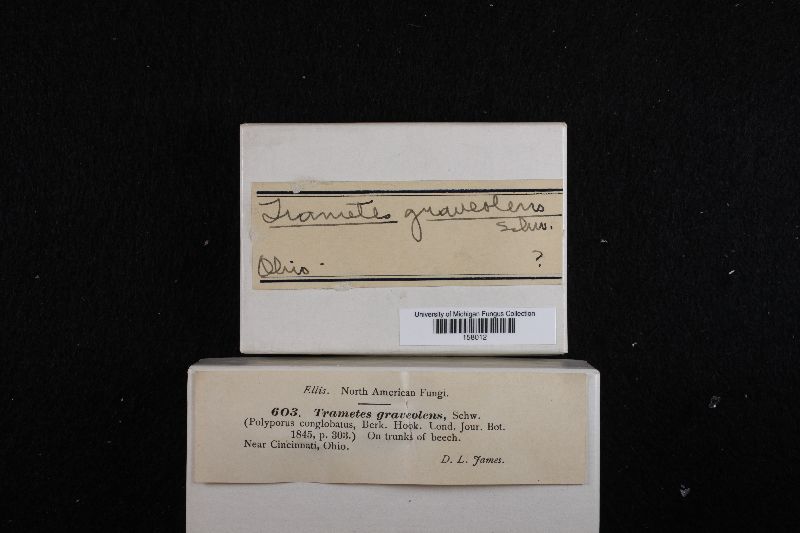 Trametes graveolens
Schw.
Ohio.
?
University of Michigan Fungus Collection
158012
Ellis. North American Fungi.
603. Trametes graveolens, Schw.
(Polyporus conglobatus, Berk. Hook. Lond. Jour. Bot.
1845, p. 303.) On trunks of beech.
Near Cincinnati, Ohio.
D. L. James.